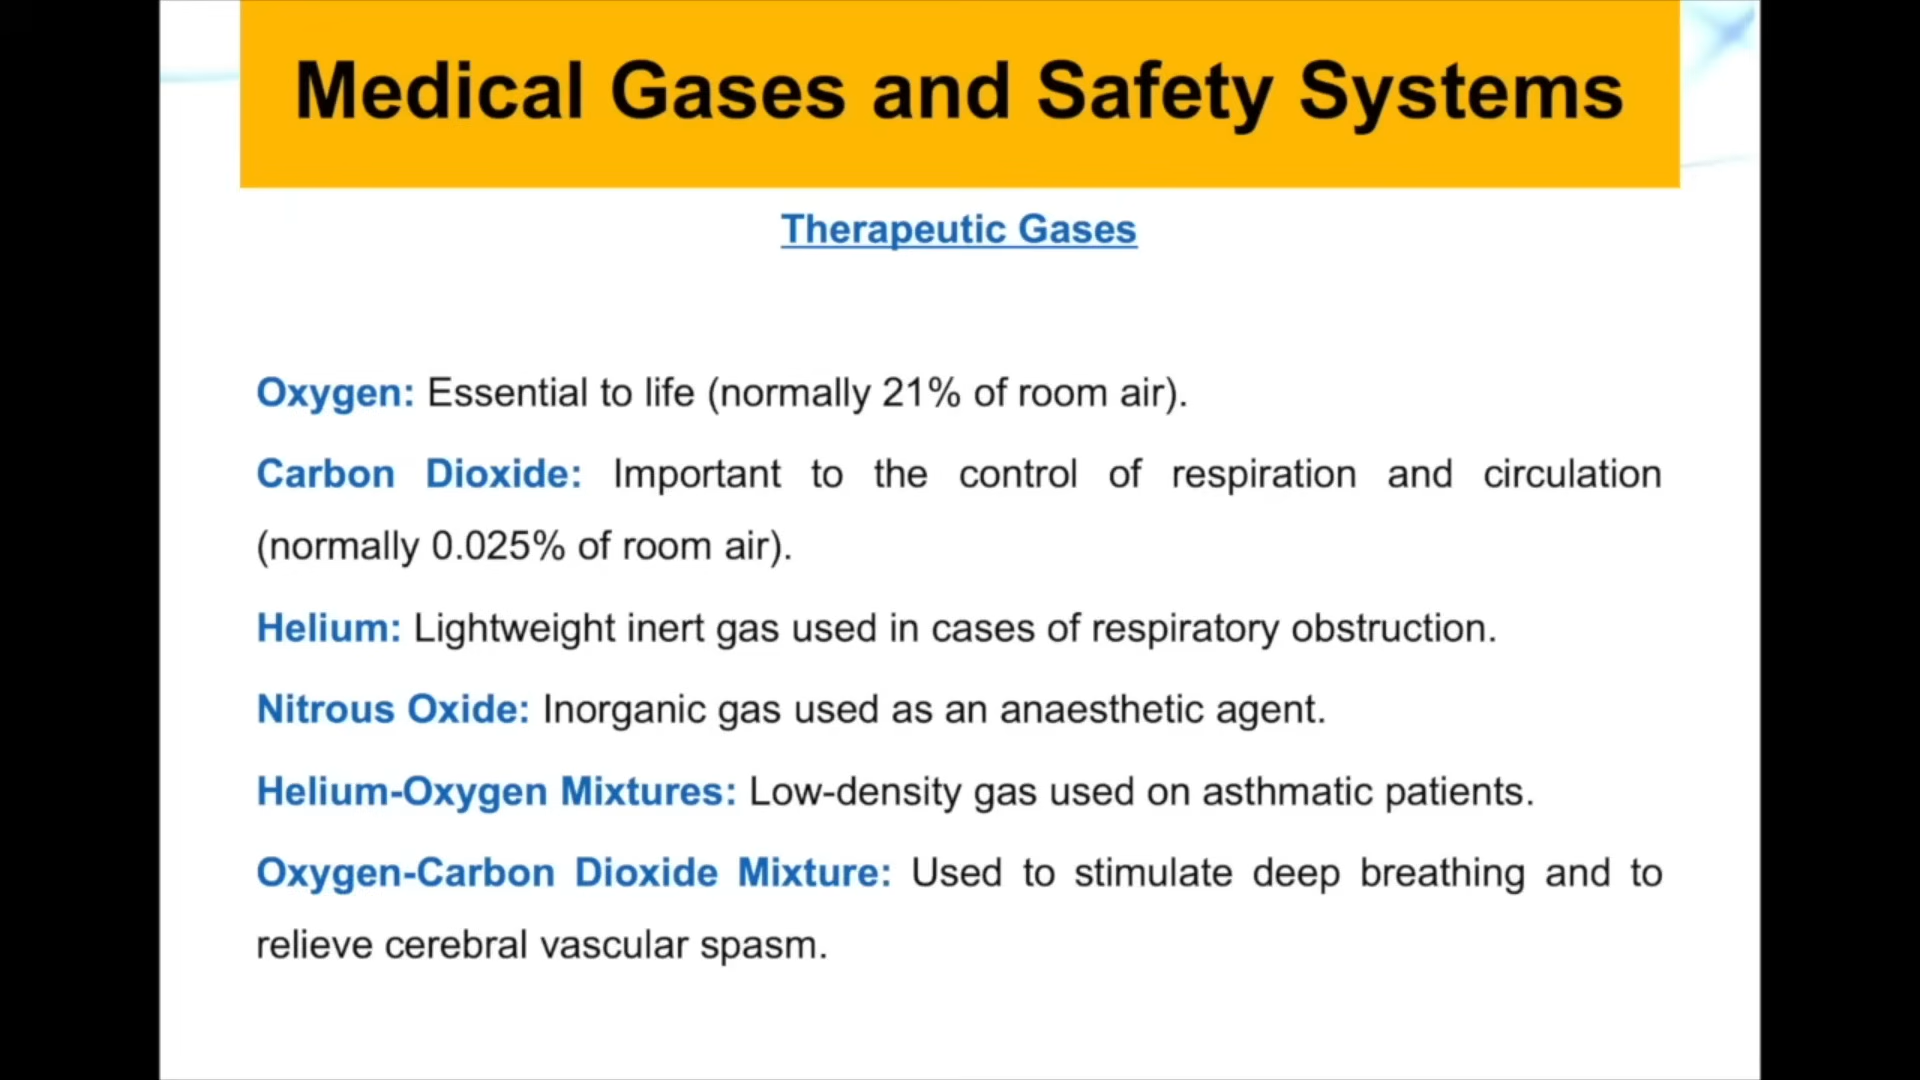 Medical Gases and Safety Systems
Therapeutic Gases
Oxygen: Essential to life (normally 21% of room air).
Carbon Dioxide: Important to the control of respiration and circulation
(normally 0.025% of room air).
Helium: Lightweight inert gas used in cases of respiratory obstruction.
Nitrous Oxide: Inorganic gas used as an anaesthetic agent.
Helium-Oxygen Mixtures: Low-density gas used on asthmatic patients.
Oxygen-Carbon Dioxide Mixture: Used to stimulate deep breathing and to
relieve cerebral vascular spasm.